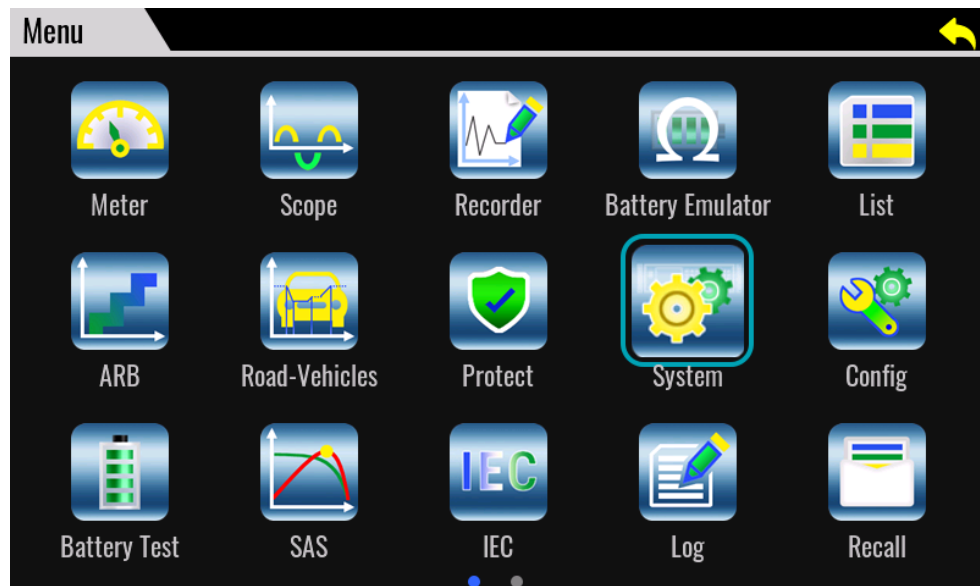 Menu
Meter
Scope
Recorder
Battery Emulator
List
ARB
Road-Vehicles
Protect
System
Config
IEC
Battery Test
SAS
IEC
Log
Recall